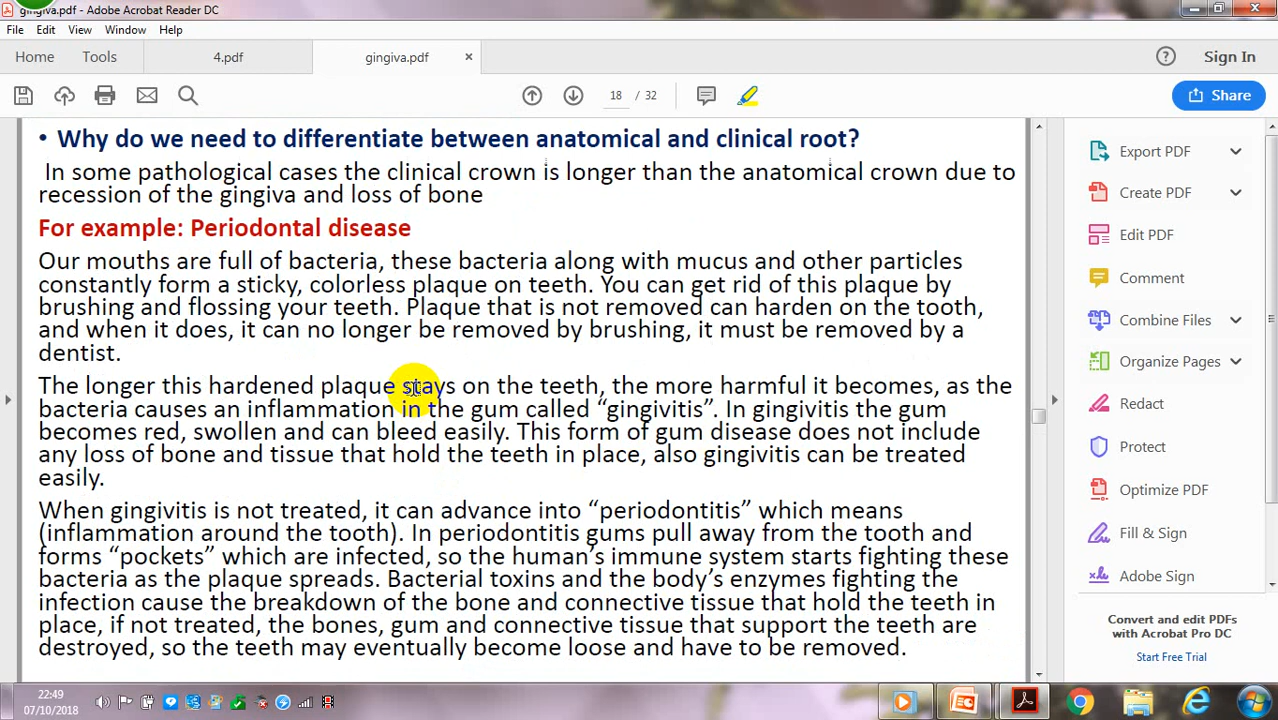 gingiva.pdf - Adobe Acrobat Reader DC
File Edit View Window Help
Home Tools 4.pdf gingiva.pdf × Sign In
18 / 32 Share
• Why do we need to differentiate between anatomical and clinical root?
In some pathological cases the clinical crown is longer than the anatomical crown due to
recession of the gingiva and loss of bone
For example: Periodontal disease
Our mouths are full of bacteria, these bacteria along with mucus and other particles
constantly form a sticky, colorless plaque on teeth. You can get rid of this plaque by
brushing and flossing your teeth. Plaque that is not removed can harden on the tooth,
and when it does, it can no longer be removed by brushing, it must be removed by a
dentist.
The longer this hardened plaque stays on the teeth, the more harmful it becomes, as the
bacteria causes an inflammation in the gum called “gingivitis”. In gingivitis the gum
becomes red, swollen and can bleed easily. This form of gum disease does not include
any loss of bone and tissue that hold the teeth in place, also gingivitis can be treated
easily.
When gingivitis is not treated, it can advance into “periodontitis” which means
(inflammation around the tooth). In periodontitis gums pull away from the tooth and
forms “pockets” which are infected, so the human’s immune system starts fighting these
bacteria as the plaque spreads. Bacterial toxins and the body’s enzymes fighting the
infection cause the breakdown of the bone and connective tissue that hold the teeth in
place, if not treated, the bones, gum and connective tissue that support the teeth are
destroyed, so the teeth may eventually become loose and have to be removed.
Export PDF
Create PDF
Edit PDF
Comment
Combine Files
Organize Pages
Redact
Protect
Optimize PDF
Fill & Sign
Adobe Sign
Convert and edit PDFs
with Acrobat Pro DC
Start Free Trial
22:49
07/10/2018